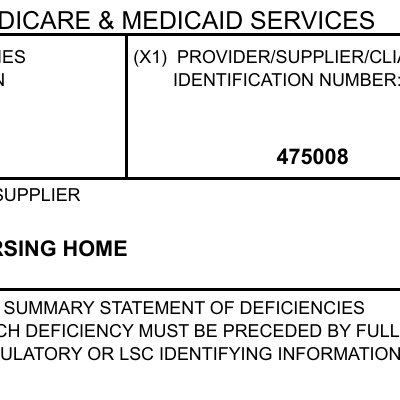 DICARE & MEDICAID SERVICES
IES
(X1) PROVIDER/SUPPLIER/CLIA
N
IDENTIFICATION NUMBER:
475008
SUPPLIER
RSING HOME
SUMMARY STATEMENT OF DEFICIENCIES
CH DEFICIENCY MUST BE PRECEDED BY FULL
ULATORY OR LSC IDENTIFYING INFORMATION